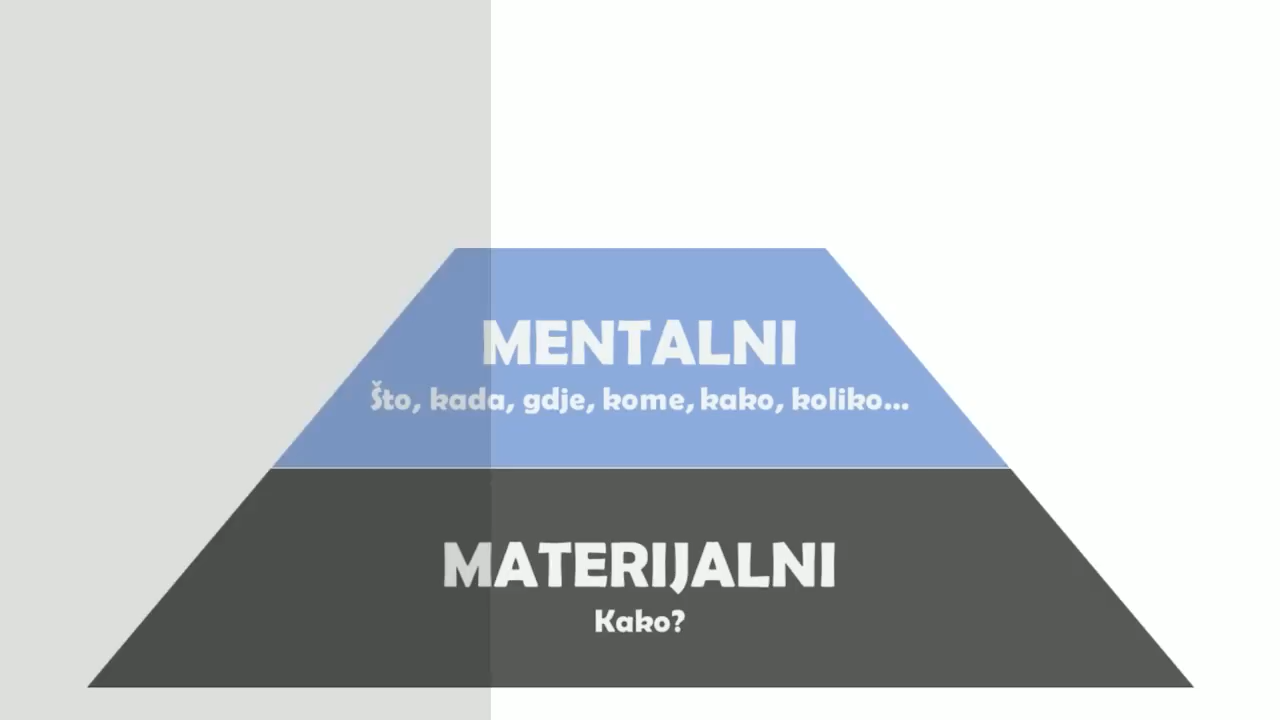 MENTALNI
Što, kada, gdje, kome, kako, koliko...
MATERIJALNI
Kako?